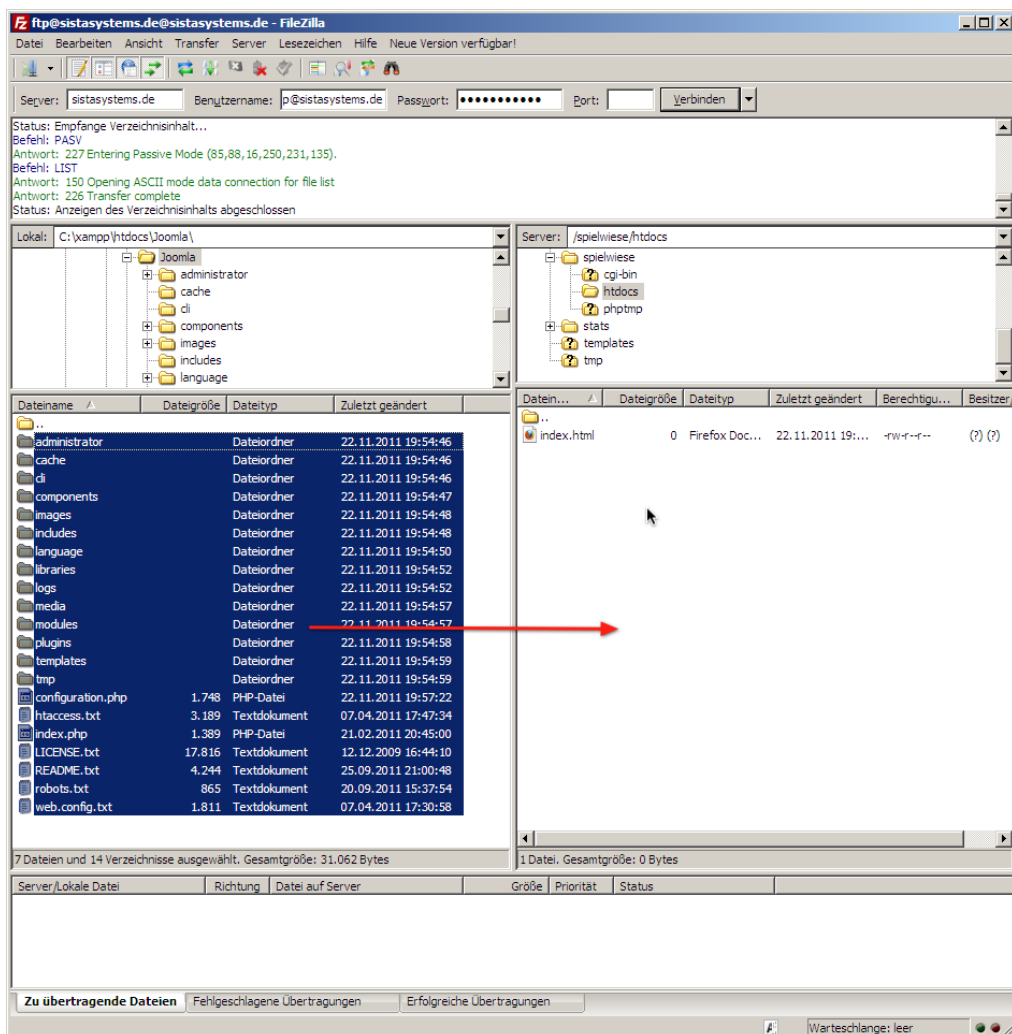 ftp@sistasystems.de@sistasystems.de - FileZilla
Datei Bearbeiten Ansicht Transfer Server Lesezeichen Hilfe Neue Version verfügbar!
Server: sistasystems.de Benutzername: p@sistasystems.de Passwort: ●●●●●●●●●●● Port: Verbinden
Status: Empfange Verzeichnisinhalt...
Befehl: PASV
Antwort: 227 Entering Passive Mode (85,88,16,250,231,135).
Befehl: LIST
Antwort: 150 Opening ASCII mode data connection for file list
Antwort: 226 Transfer complete
Status: Anzeigen des Verzeichnisinhalts abgeschlossen
Lokal: C:\xampp\htdocs\Joomla\
Joomla
administrator
cache
cli
components
images
includes
language
Server: /spielwiese/htdocs
spielwiese
cgi-bin
htdocs
phptmp
stats
templates
tmp
Dateiname Dateigröße Dateityp Zuletzt geändert
..
administrator Dateiordner 22.11.2011 19:54:46
cache Dateiordner 22.11.2011 19:54:46
cli Dateiordner 22.11.2011 19:54:46
components Dateiordner 22.11.2011 19:54:47
images Dateiordner 22.11.2011 19:54:48
includes Dateiordner 22.11.2011 19:54:48
language Dateiordner 22.11.2011 19:54:50
libraries Dateiordner 22.11.2011 19:54:52
logs Dateiordner 22.11.2011 19:54:52
media Dateiordner 22.11.2011 19:54:57
modules Dateiordner 22.11.2011 19:54:57
plugins Dateiordner 22.11.2011 19:54:58
templates Dateiordner 22.11.2011 19:54:59
tmp Dateiordner 22.11.2011 19:54:59
configuration.php 1.748 PHP-Datei 22.11.2011 19:57:22
htaccess.txt 3.189 Textdokument 07.04.2011 17:47:34
index.php 1.389 PHP-Datei 21.02.2011 20:45:00
LICENSE.txt 17.816 Textdokument 12.12.2009 16:44:10
README.txt 4.244 Textdokument 25.09.2011 21:00:48
robots.txt 865 Textdokument 20.09.2011 15:37:54
web.config.txt 1.811 Textdokument 07.04.2011 17:30:58
7 Dateien und 14 Verzeichnisse ausgewählt. Gesamtgröße: 31.062 Bytes
Datein... Dateigröße Dateityp Zuletzt geändert Berechtigu... Besitzer
..
index.html 0 Firefox Doc... 22.11.2011 19:... -rw-r--r-- (?) (?)
1 Datei. Gesamtgröße: 0 Bytes
Server/Lokale Datei Richtung Datei auf Server Größe Priorität Status
Zu übertragende Dateien Fehlgeschlagene Übertragungen Erfolgreiche Übertragungen
Warteschlange: leer